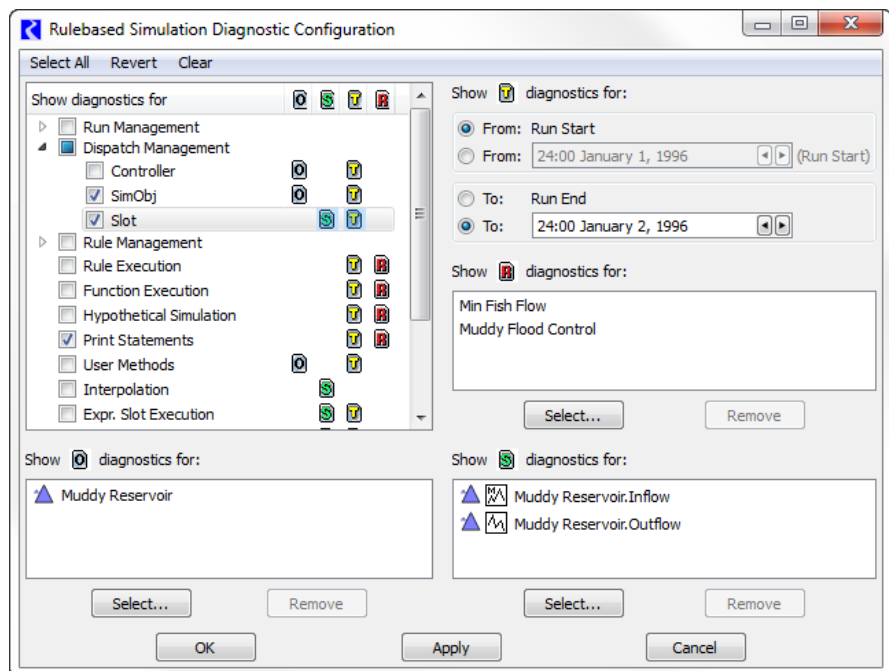 Rulebased Simulation Diagnostic Configuration
Select All Revert Clear
Show diagnostics for O S T R
Run Management
Dispatch Management
Controller O T
SimObj O T
Slot S T
Rule Management
Rule Execution T R
Function Execution T R
Hypothetical Simulation T R
Print Statements T R
User Methods O T
Interpolation S
Expr. Slot Execution S T
Show T diagnostics for:
From: Run Start
From: 24:00 January 1, 1996 (Run Start)
To: Run End
To: 24:00 January 2, 1996
Show R diagnostics for:
Min Fish Flow
Muddy Flood Control
Select... Remove
Show O diagnostics for:
Muddy Reservoir
Select... Remove
Show S diagnostics for:
Muddy Reservoir.Inflow
Muddy Reservoir.Outflow
Select... Remove
OK Apply Cancel